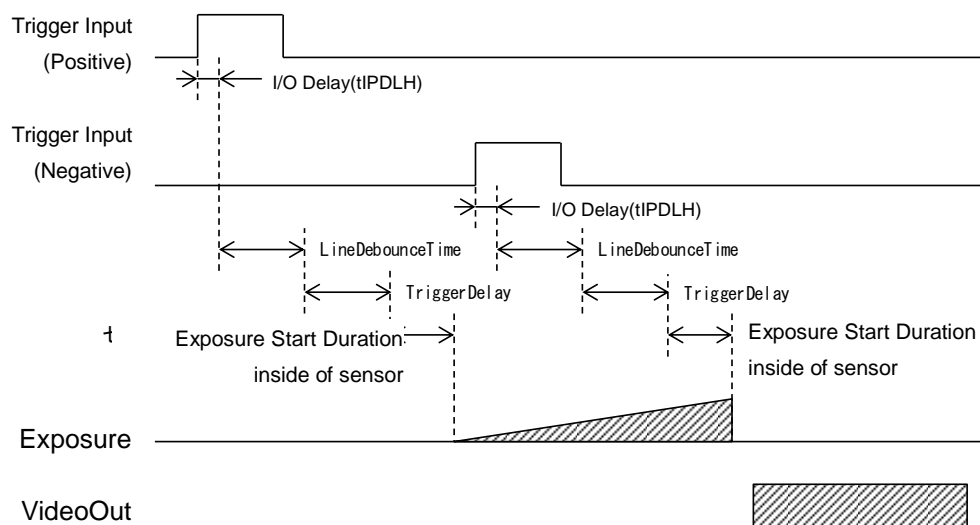 Trigger Input
(Positive)
I/O Delay(tIPDLH)
Trigger Input
(Negative)
I/O Delay(tIPDLH)
LineDebounceTime
LineDebounceTime
TriggerDelay
TriggerDelay
Exposure Start Duration
inside of sensor
Exposure Start Duration
inside of sensor
Exposure
VideoOut